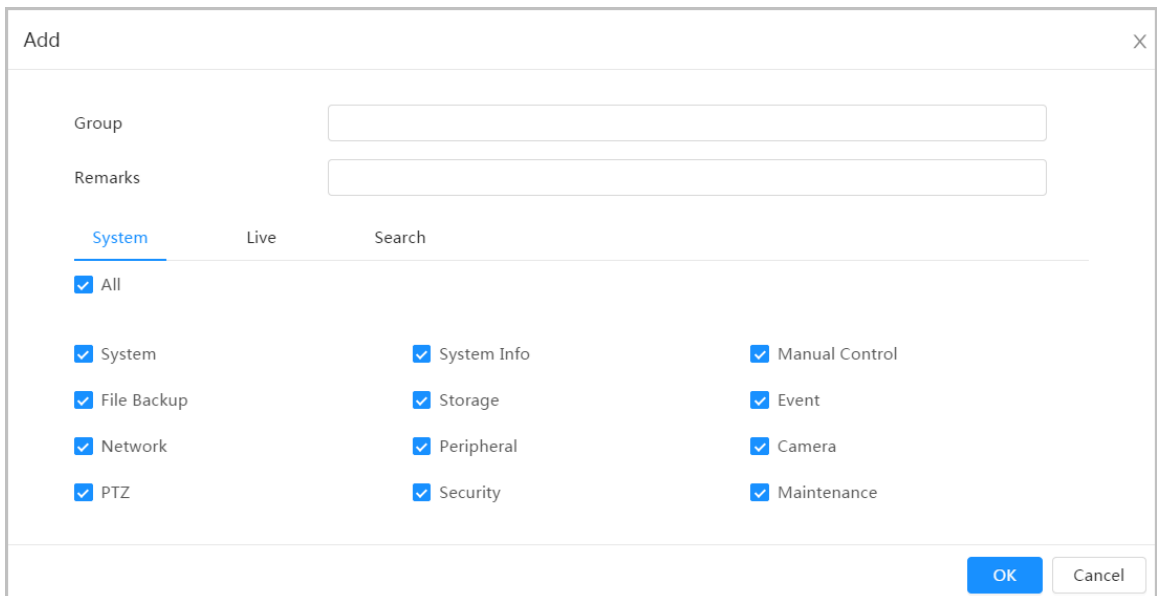 Add
Group
Remarks
System Live Search
All
System System Info Manual Control
File Backup Storage Event
Network Peripheral Camera
PTZ Security Maintenance
OK Cancel